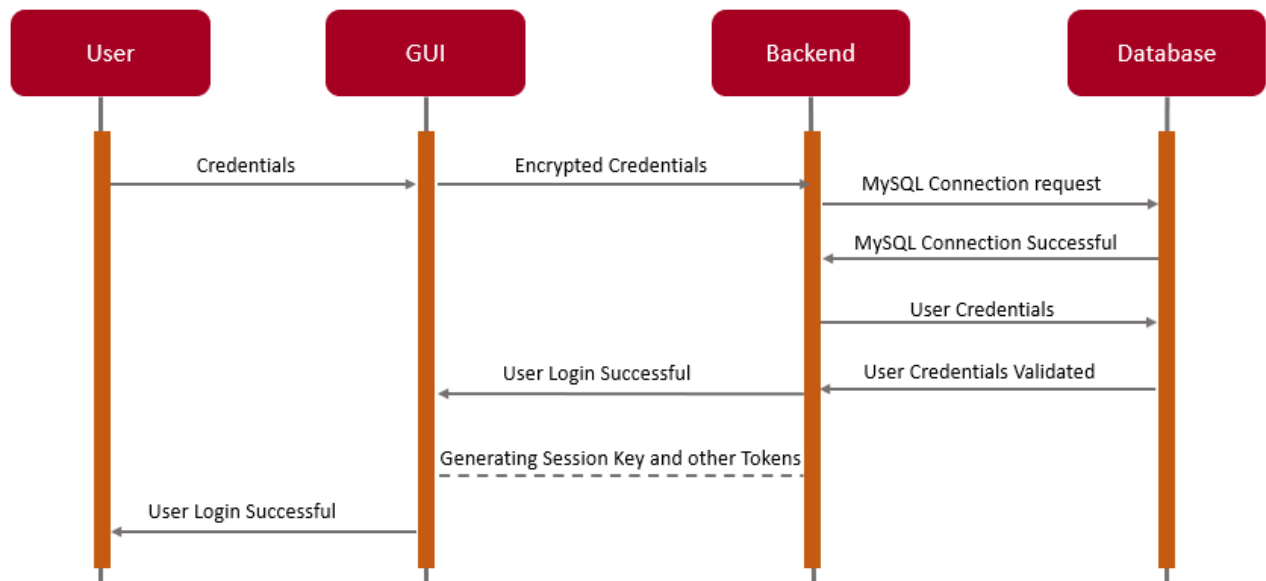 User
GUI
Backend
Database
Credentials
Encrypted Credentials
MySQL Connection request
MySQL Connection Successful
User Credentials
User Credentials Validated
User Login Successful
Generating Session Key and other Tokens
User Login Successful